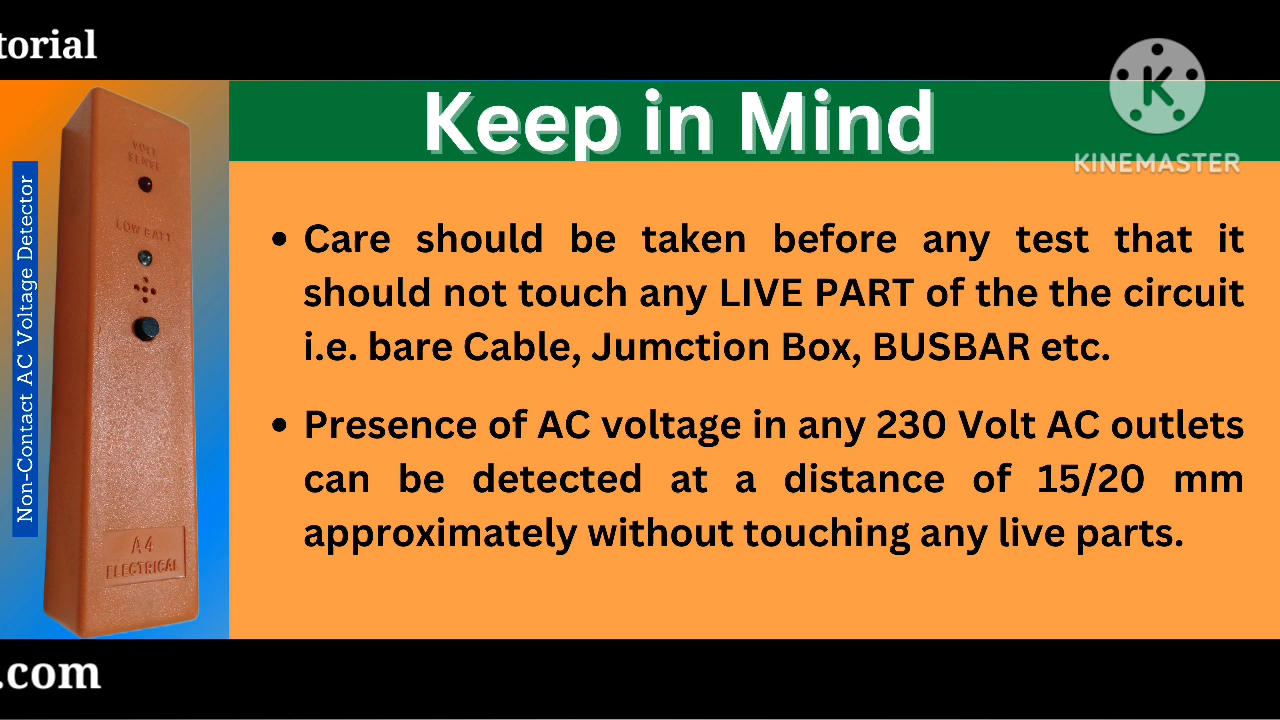 torial
Keep in Mind
KINEMASTER
Non-Contact AC Voltage Detector
VOLT
SENSE
LOW BATT
A4
ELECTRICAL
• Care should be taken before any test that it
should not touch any LIVE PART of the the circuit
i.e. bare Cable, Jumction Box, BUSBAR etc.
• Presence of AC voltage in any 230 Volt AC outlets
can be detected at a distance of 15/20 mm
approximately without touching any live parts.
.com